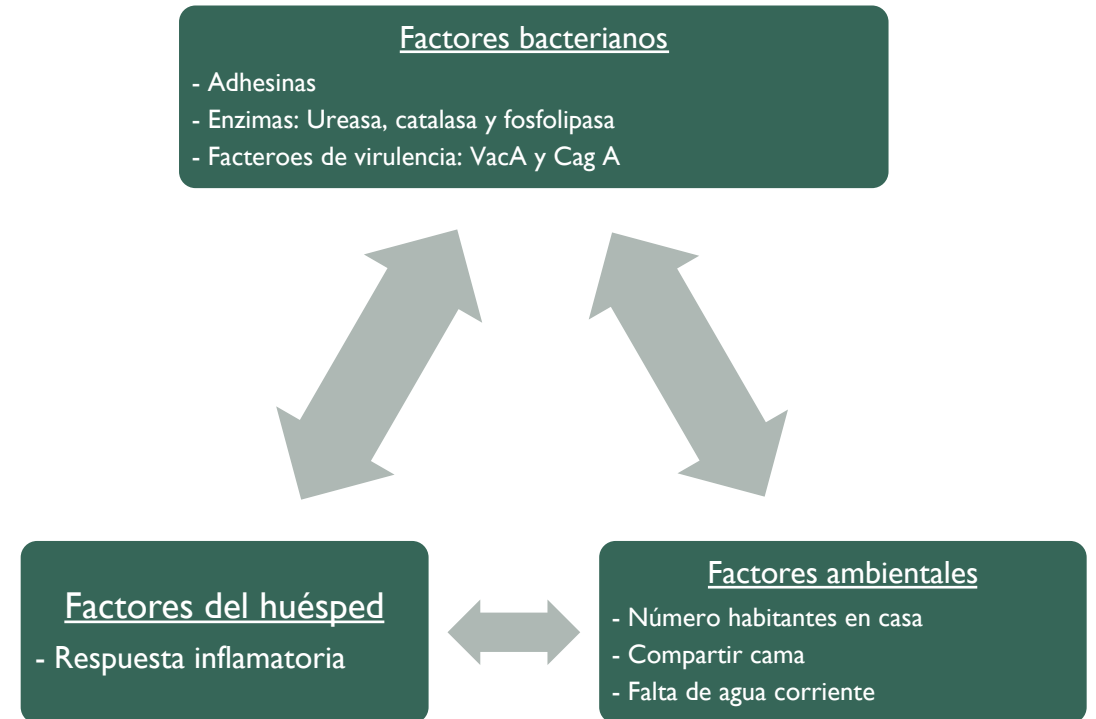 Factores bacterianos
- Adhesinas
- Enzimas: Ureasa, catalasa y fosfolipasa
- Facteroes de virulencia: VacA y Cag A
Factores del huésped
- Respuesta inflamatoria
Factores ambientales
- Número habitantes en casa
- Compartir cama
- Falta de agua corriente